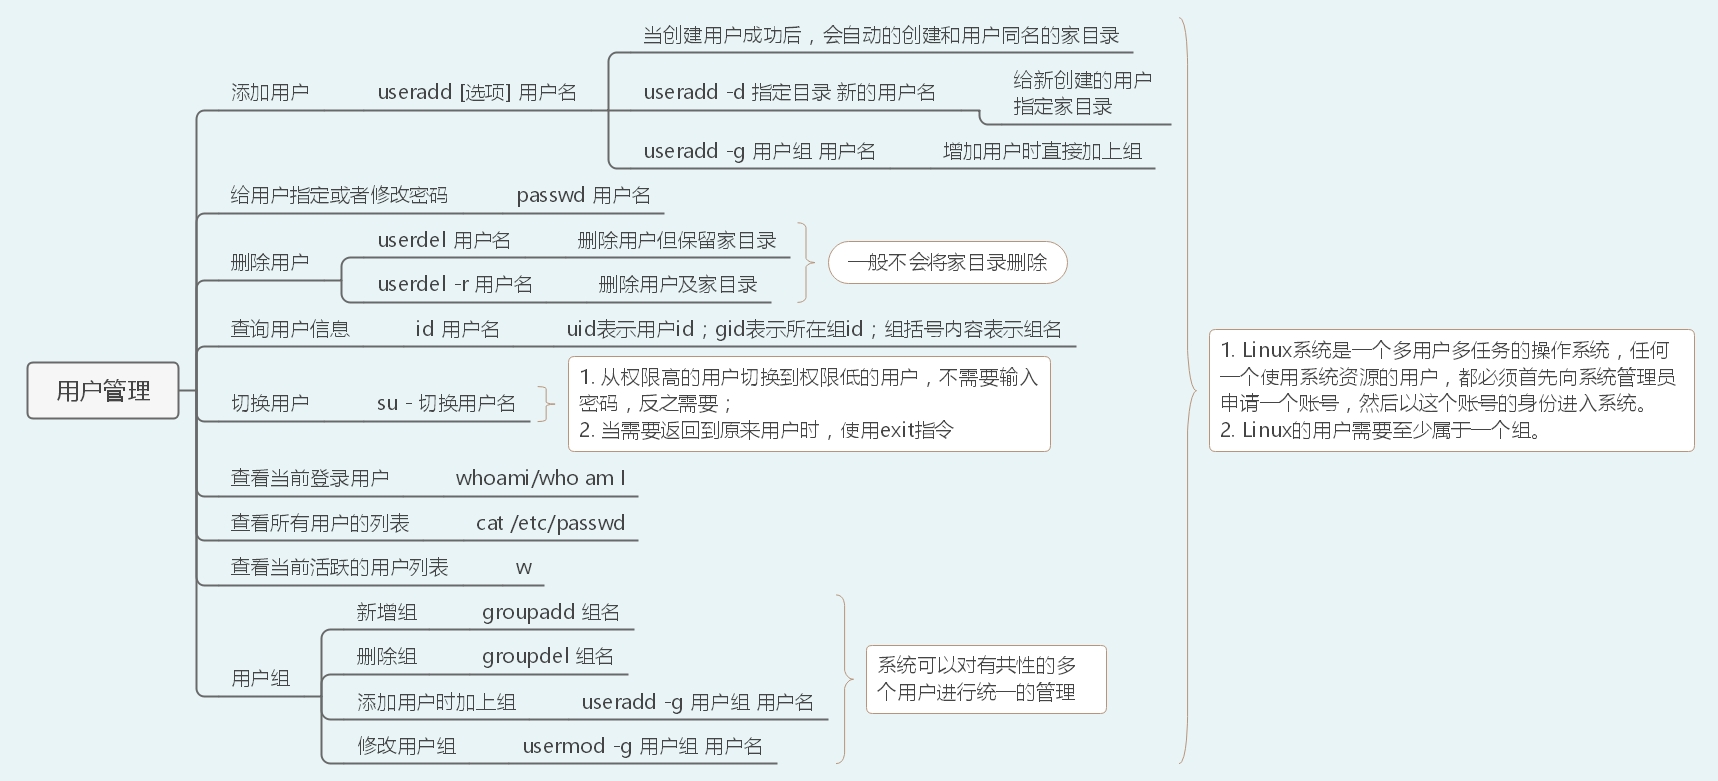 用户管理
添加用户
useradd [选项] 用户名
当创建用户成功后，会自动的创建和用户同名的家目录
useradd -d 指定目录 新的用户名
给新创建的用户
指定家目录
useradd -g 用户组 用户名
增加用户时直接加上组
给用户指定或者修改密码
passwd 用户名
删除用户
userdel 用户名
删除用户但保留家目录
userdel -r 用户名
删除用户及家目录
一般不会将家目录删除
查询用户信息
id 用户名
uid表示用户id；gid表示所在组id；组括号内容表示组名
切换用户
su - 切换用户名
1. 从权限高的用户切换到权限低的用户，不需要输入
密码，反之需要；
2. 当需要返回到原来用户时，使用exit指令
查看当前登录用户
whoami/who am I
查看所有用户的列表
cat /etc/passwd
查看当前活跃的用户列表
w
用户组
新增组
groupadd 组名
删除组
groupdel 组名
添加用户时加上组
useradd -g 用户组 用户名
修改用户组
usermod -g 用户组 用户名
系统可以对有共性的多
个用户进行统一的管理
1. Linux系统是一个多用户多任务的操作系统，任何
一个使用系统资源的用户，都必须首先向系统管理员
申请一个账号，然后以这个账号的身份进入系统。
2. Linux的用户需要至少属于一个组。